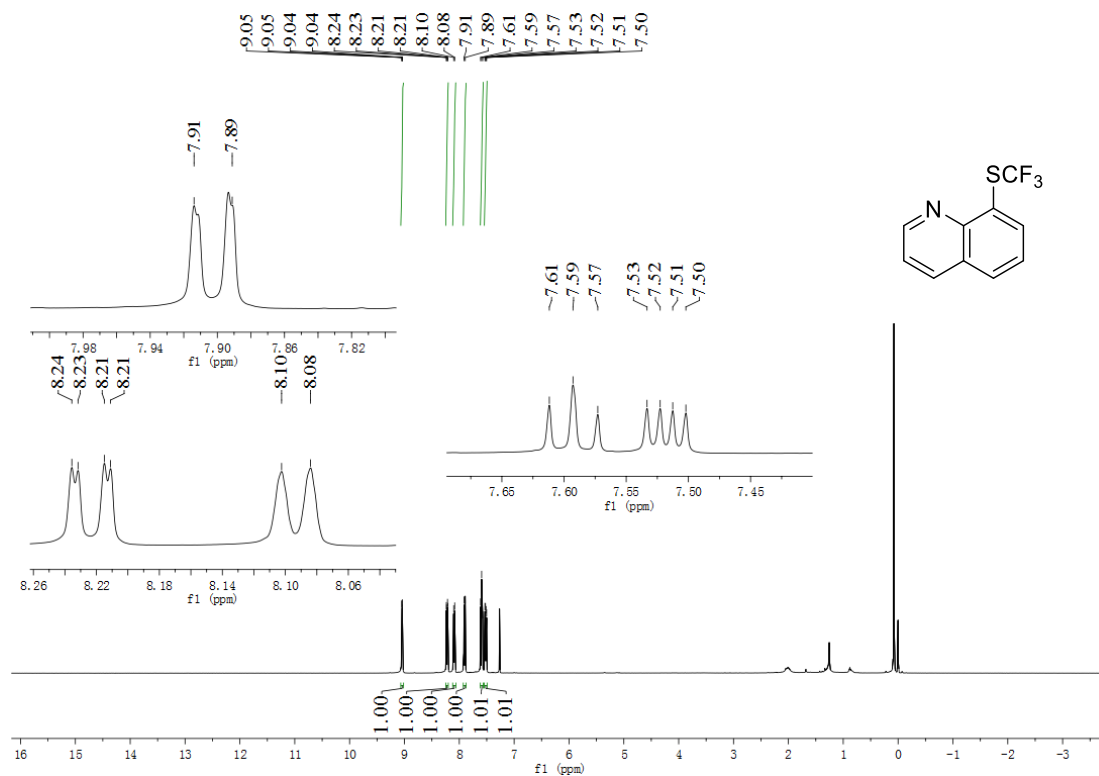 9.05 9.05 9.04 9.04 8.24 8.23 8.21 8.21 8.10 8.08 7.91 7.89 7.61 7.59 7.57 7.53 7.52 7.51 7.50
7.91 7.89
7.98 7.94 7.90 7.86 7.82
f1 (ppm)
SCF3
N
7.61 7.59 7.57 7.53 7.52 7.51 7.50
7.65 7.60 7.55 7.50 7.45
f1 (ppm)
8.24 8.23 8.21 8.21 8.10 8.08
8.26 8.22 8.18 8.14 8.10 8.06
f1 (ppm)
1.00 1.00 1.00 1.00 1.01 1.01
16 15 14 13 12 11 10 9 8 7 6 5 4 3 2 1 0 -1 -2 -3
f1 (ppm)